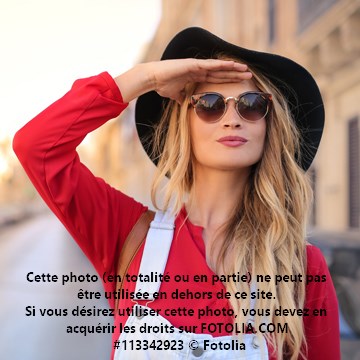 Cette photo (en totalité ou en partie) ne peut pas
être utilisée en dehors de ce site.
Si vous désirez utiliser cette photo, vous devez en
acquérir les droits sur FOTOLIA.COM
#113342923 © Fotolia